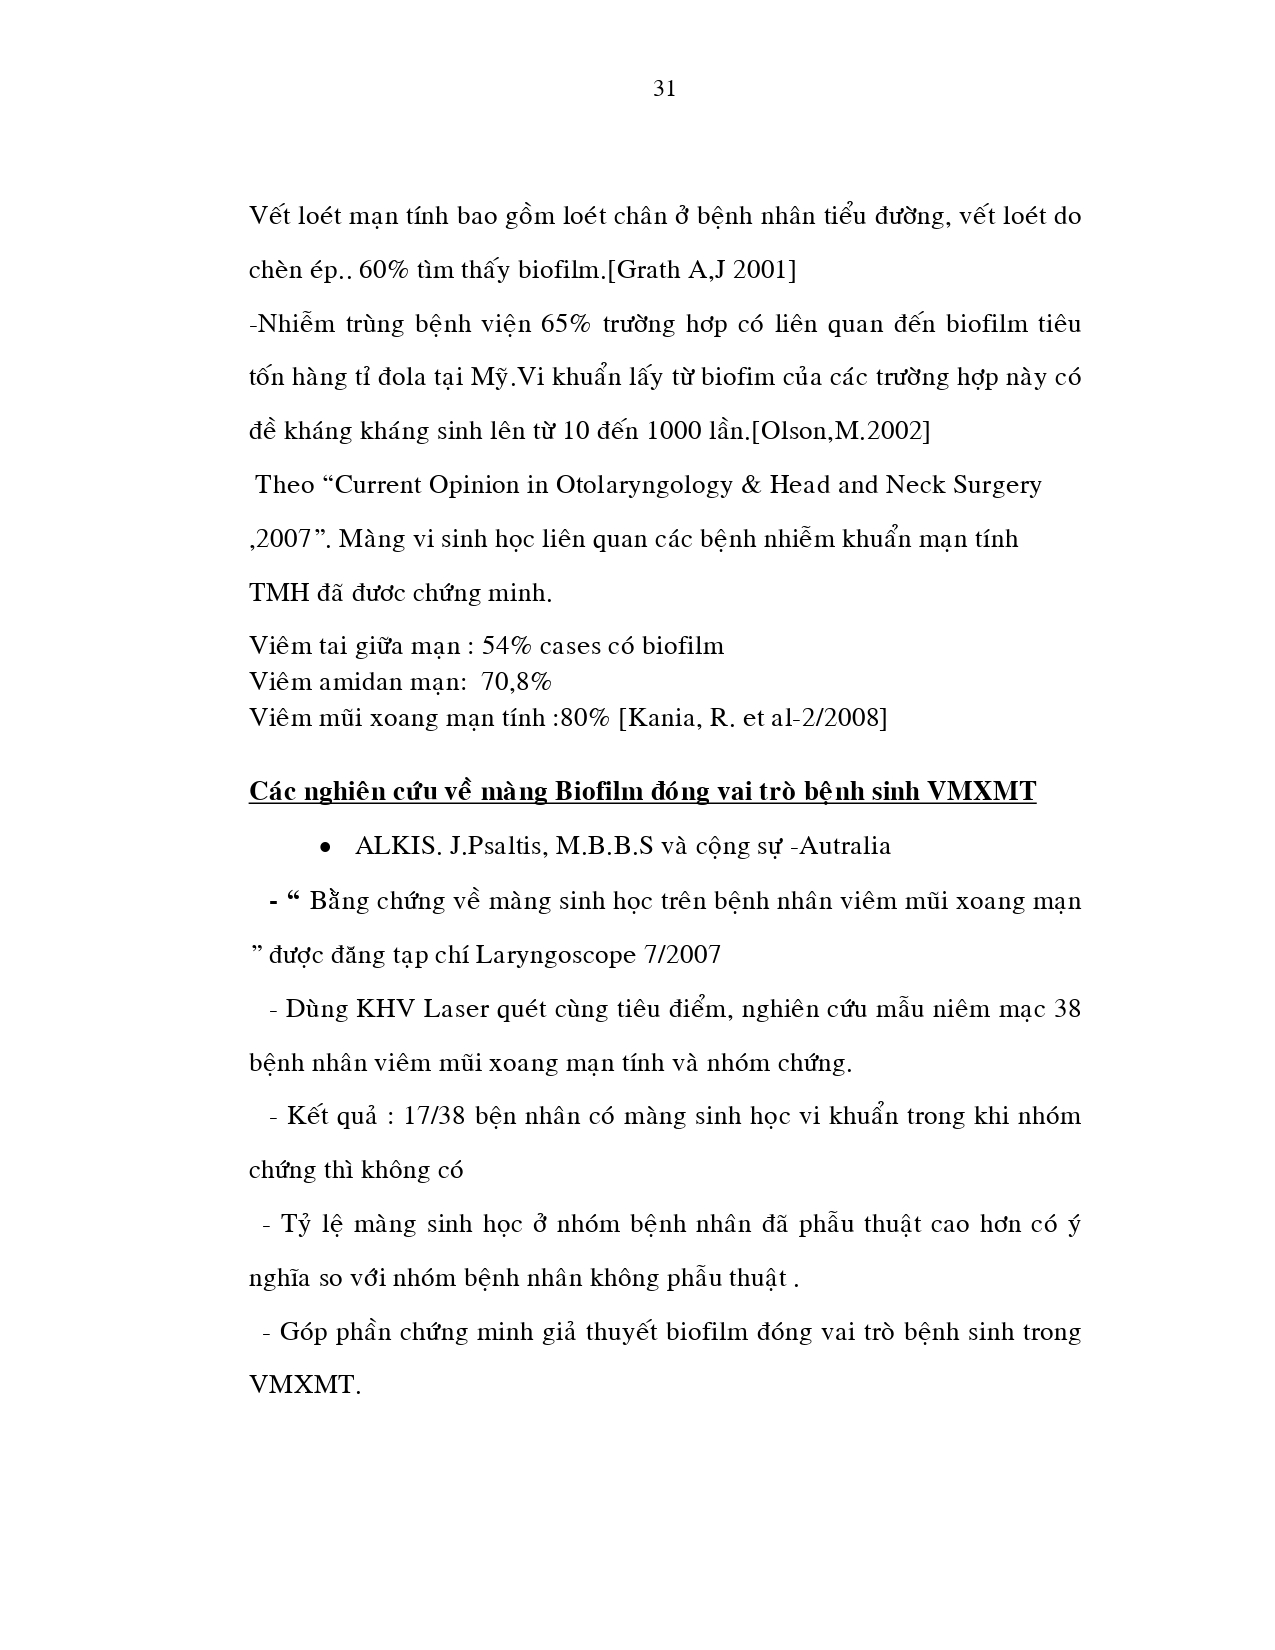 31
Vết loét mạn tính bao gồm loét chân ở bệnh nhân tiểu đường, vết loét do
chèn ép.. 60% tìm thấy biofilm.[Grath A,J 2001]
-Nhiễm trùng bệnh viện 65% trường hơp có liên quan đến biofilm tiêu
tốn hàng tỉ đola tại Mỹ.Vi khuẩn lấy từ biofim của các trường hợp này có
đề kháng kháng sinh lên từ 10 đến 1000 lần.[Olson,M.2002]
Theo “Current Opinion in Otolaryngology & Head and Neck Surgery
,2007”. Màng vi sinh học liên quan các bệnh nhiễm khuẩn mạn tính
TMH đã đươc chứng minh.
Viêm tai giữa mạn : 54% cases có biofilm
Viêm amidan mạn: 70,8%
Viêm mũi xoang mạn tính :80% [Kania, R. et al-2/2008]
Các nghiên cứu về màng Biofilm đóng vai trò bệnh sinh VMXMT
• ALKIS. J.Psaltis, M.B.B.S và cộng sự -Autralia
- “ Bằng chứng về màng sinh học trên bệnh nhân viêm mũi xoang mạn
” được đăng tạp chí Laryngoscope 7/2007
- Dùng KHV Laser quét cùng tiêu điểm, nghiên cứu mẫu niêm mạc 38
bệnh nhân viêm mũi xoang mạn tính và nhóm chứng.
- Kết quả : 17/38 bện nhân có màng sinh học vi khuẩn trong khi nhóm
chứng thì không có
- Tỷ lệ màng sinh học ở nhóm bệnh nhân đã phẫu thuật cao hơn có ý
nghĩa so với nhóm bệnh nhân không phẫu thuật .
- Góp phần chứng minh giả thuyết biofilm đóng vai trò bệnh sinh trong
VMXMT.